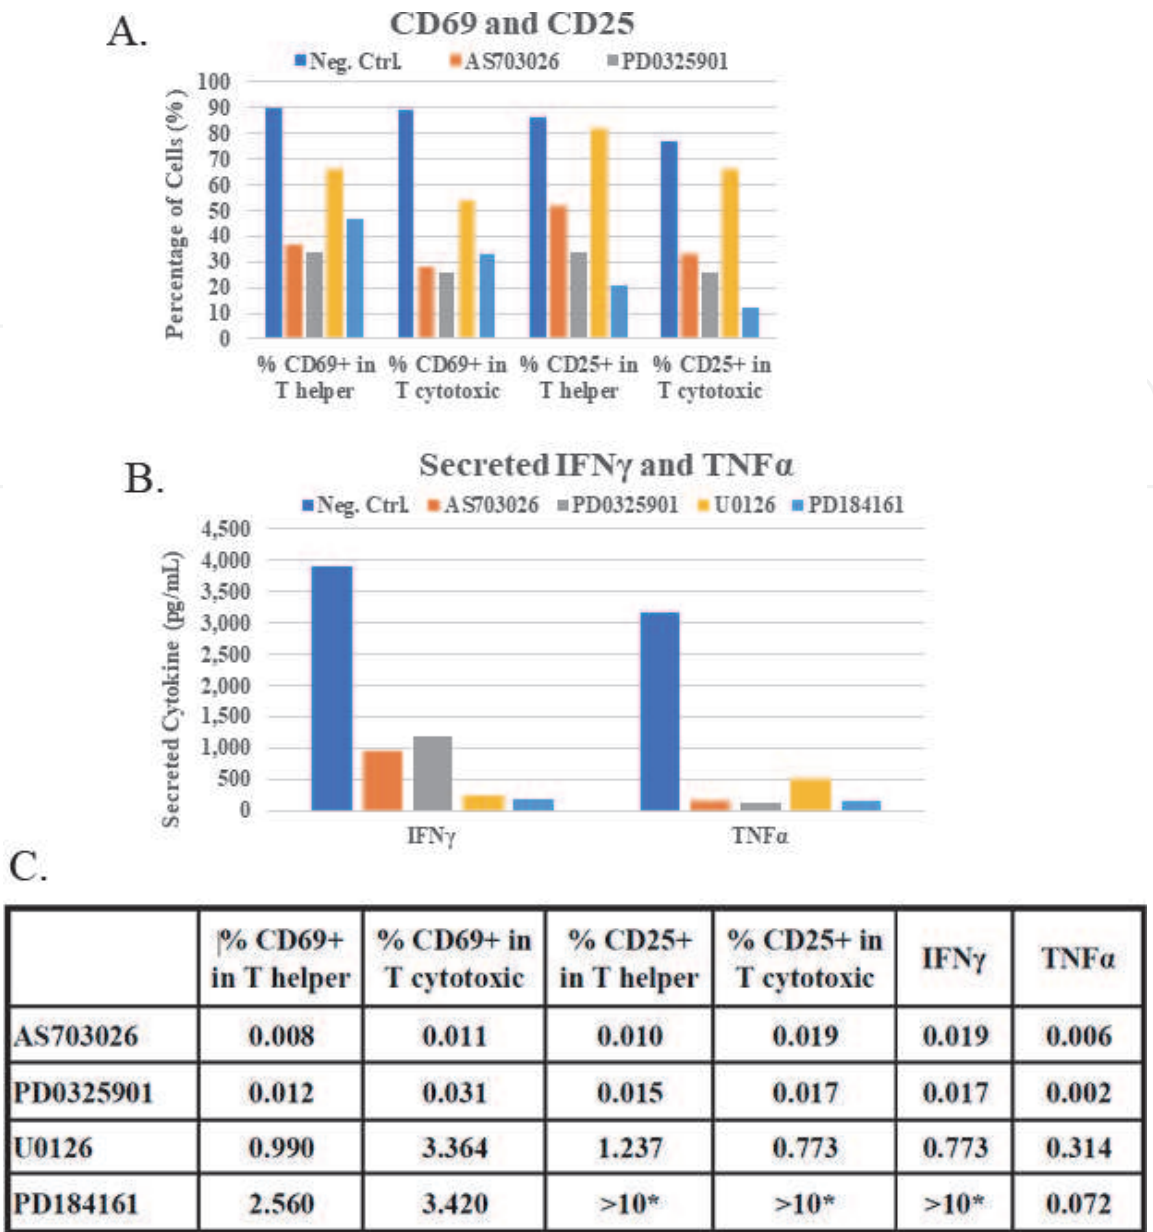 A.
CD69 and CD25
Neg. Ctrl. AS703026 PD0325901
Percentage of Cells (%)
100
90
80
70
60
50
40
30
20
10
0
% CD69+ in % CD69+ in % CD25+ in % CD25+ in
T helper T cytotoxic T helper T cytotoxic
B.
Secreted IFNγ and TNFα
Neg. Ctrl. AS703026 PD0325901 U0126 PD184161
Secreted Cytokine (pg/mL)
4,500
4,000
3,500
3,000
2,500
2,000
1,500
1,000
500
0
IFNγ TNFα
C.
% CD69+ % CD69+ in % CD25+ % CD25+ in IFNγ TNFα
in T helper T cytotoxic in T helper T cytotoxic
AS703026 0.008 0.011 0.010 0.019 0.019 0.006
PD0325901 0.012 0.031 0.015 0.017 0.017 0.002
U0126 0.990 3.364 1.237 0.773 0.773 0.314
PD184161 2.560 3.420 >10* >10* >10* 0.072